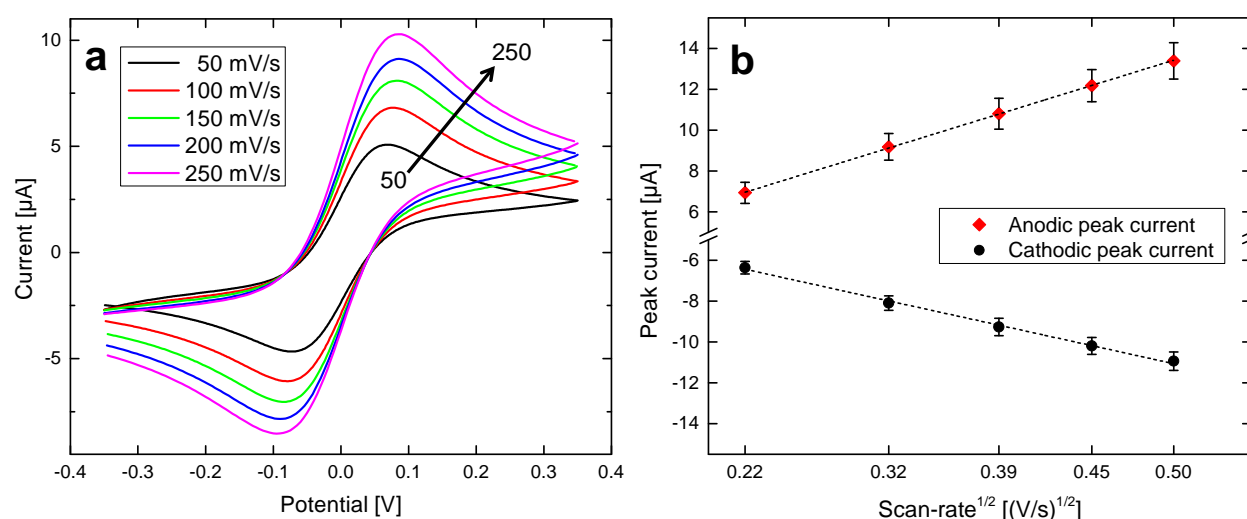 a
50 mV/s
100 mV/s
150 mV/s
200 mV/s
250 mV/s
250
50
10
5
0
-5
-0.4 -0.3 -0.2 -0.1 0.0 0.1 0.2 0.3 0.4
Current [µA]
Potential [V]
b
14
12
10
8
6
-6
-8
-10
-12
-14
Anodic peak current
Cathodic peak current
0.22 0.32 0.39 0.45 0.50
Peak current [µA]
Scan-rate^1/2 [(V/s)^1/2]